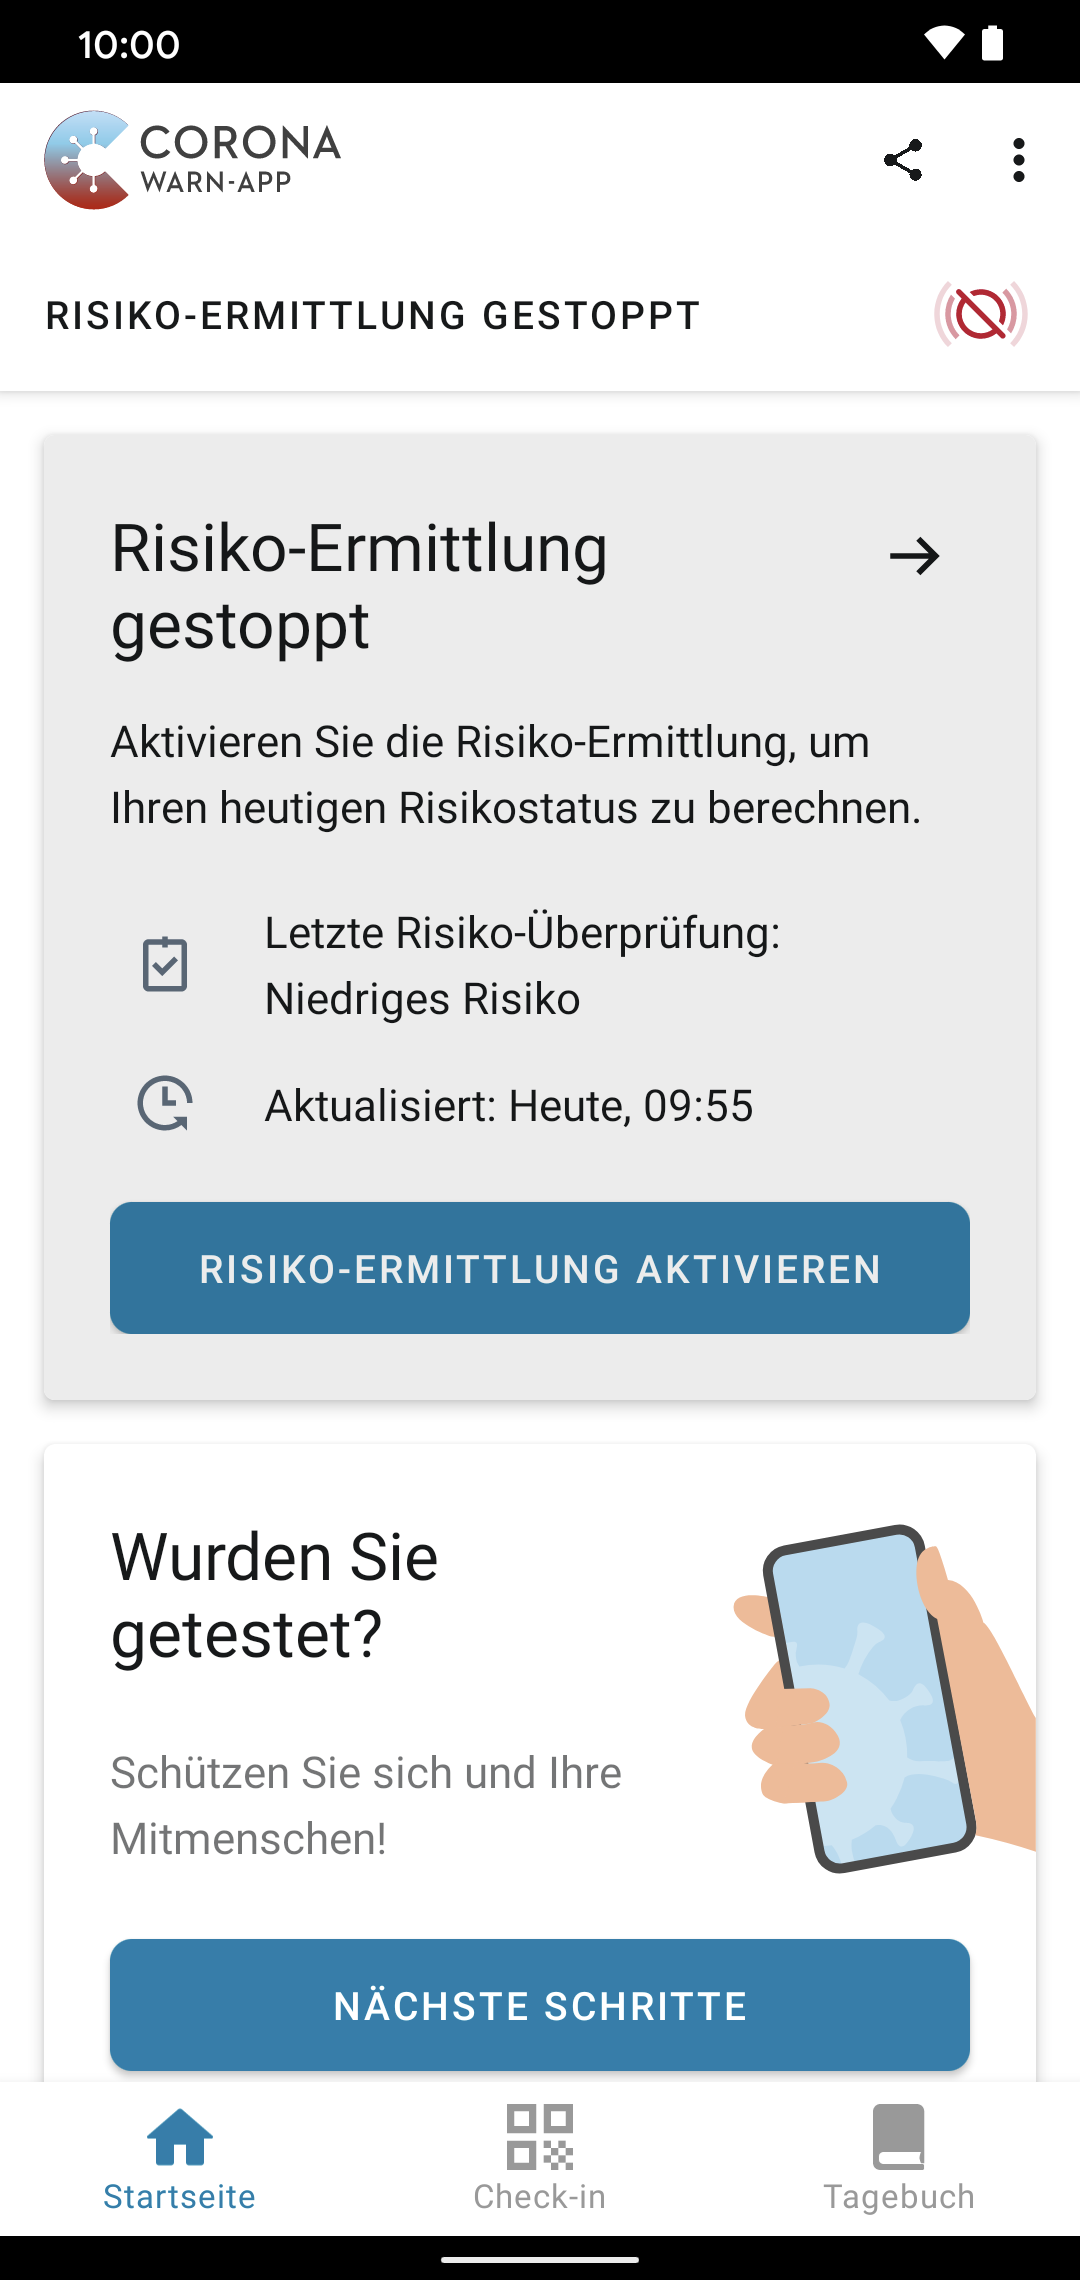 10:00
CORONA
WARN-APP
RISIKO-ERMITTLUNG GESTOPPT
Risiko-Ermittlung
gestoppt
Aktivieren Sie die Risiko-Ermittlung, um
Ihren heutigen Risikostatus zu berechnen.
Letzte Risiko-Überprüfung:
Niedriges Risiko
Aktualisiert: Heute, 09:55
RISIKO-ERMITTLUNG AKTIVIEREN
Wurden Sie
getestet?
Schützen Sie sich und Ihre
Mitmenschen!
NÄCHSTE SCHRITTE
Startseite
Check-in
Tagebuch